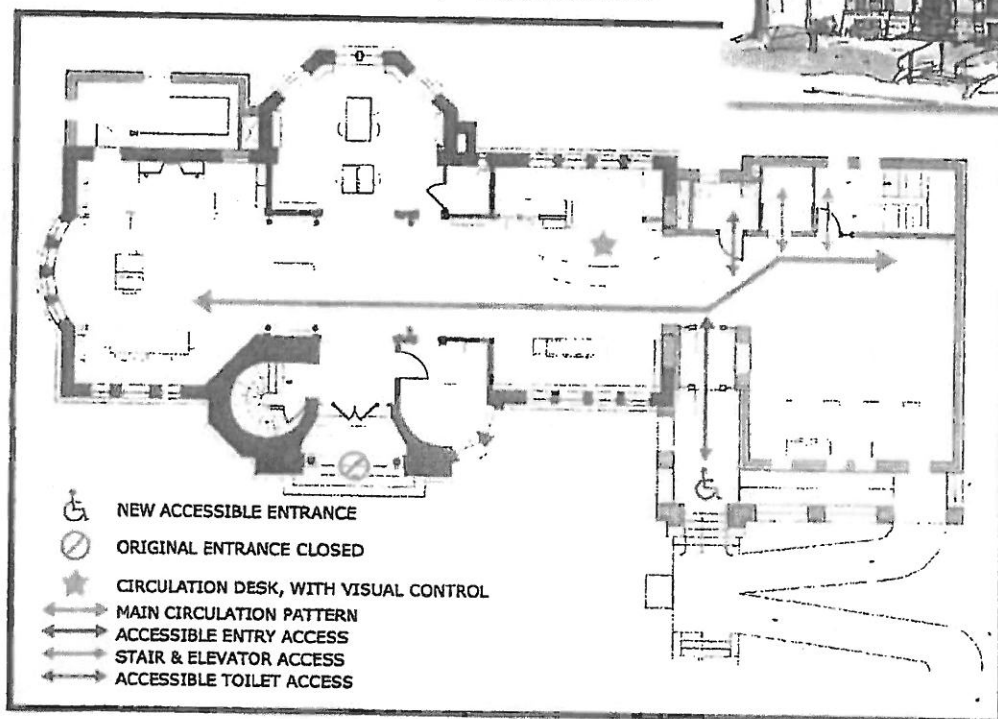 NEW ACCESSIBLE ENTRANCE
ORIGINAL ENTRANCE CLOSED
CIRCULATION DESK, WITH VISUAL CONTROL
MAIN CIRCULATION PATTERN
ACCESSIBLE ENTRY ACCESS
STAIR & ELEVATOR ACCESS
ACCESSIBLE TOILET ACCESS